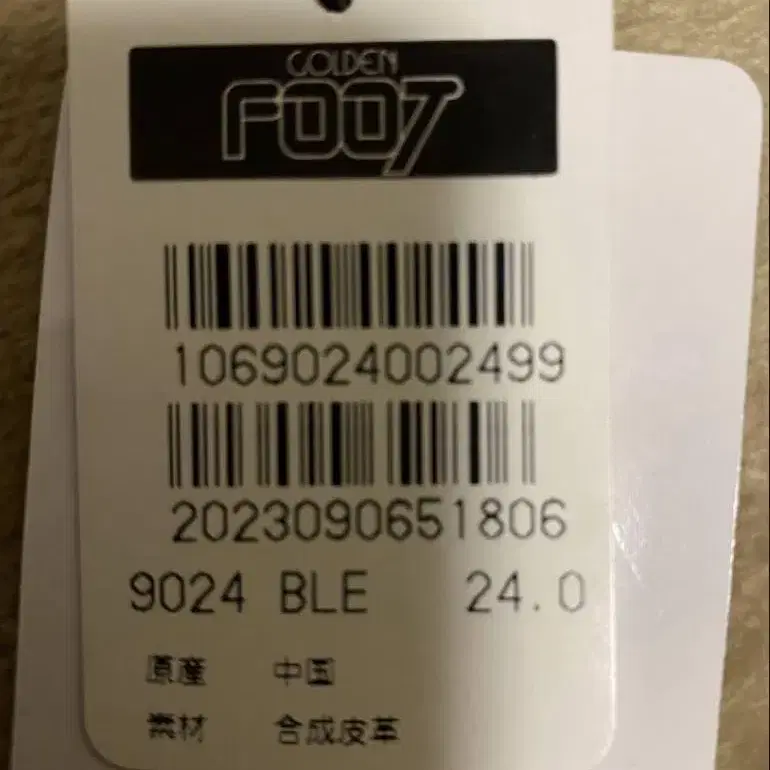 GOLDEN
FOOT
1069024002499
2023090651806
9024 BLE 24.0
原産 中国
素材 合成皮革